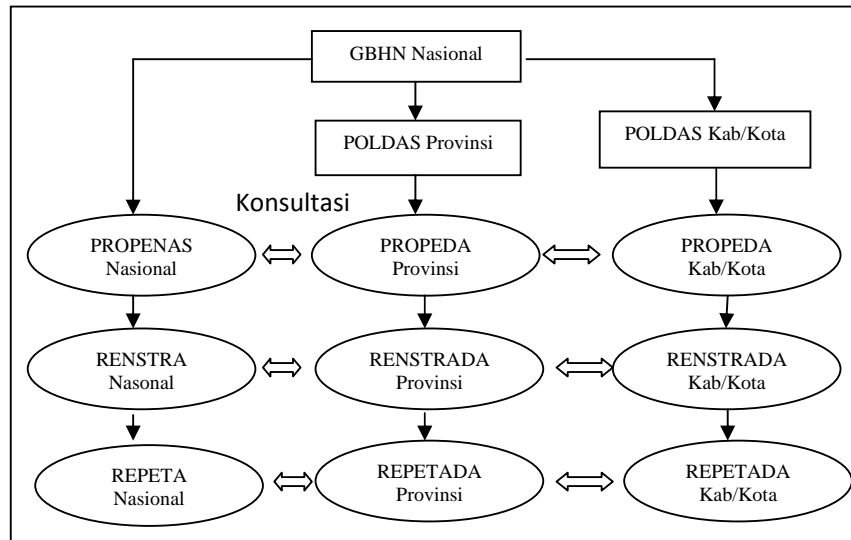 GBHN Nasional
POLDAS Provinsi
POLDAS Kab/Kota
Konsultasi
PROPENAS
Nasional
PROPEDA
Provinsi
PROPEDA
Kab/Kota
RENSTRA
Nasonal
RENSTRADA
Provinsi
RENSTRADA
Kab/Kota
REPETA
Nasional
REPETADA
Provinsi
REPETADA
Kab/Kota